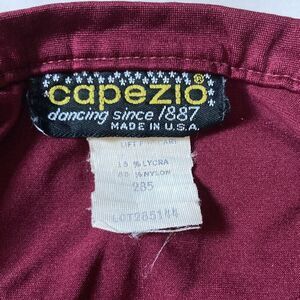 capezio®
dancing since 1887
MADE IN U.S.A.
15 % LYCRA
85 % NYLON
285
LOT285144